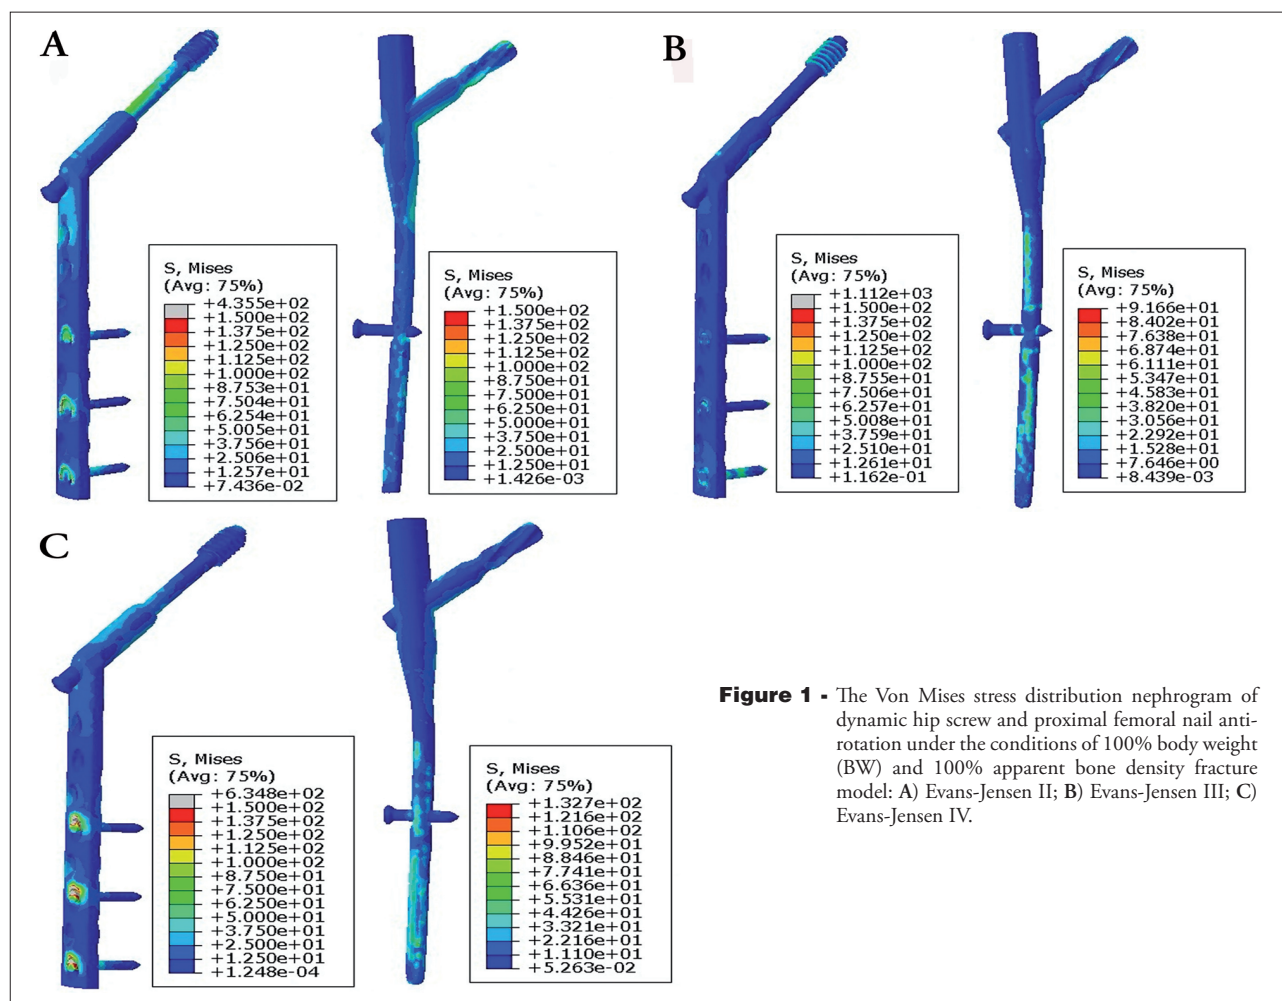 A
S, Mises
(Avg: 75%)
+4.355e+02
+1.500e+02
+1.375e+02
+1.250e+02
+1.125e+02
+1.000e+02
+8.753e+01
+7.504e+01
+6.254e+01
+5.005e+01
+3.756e+01
+2.506e+01
+1.257e+01
+7.436e-02
S, Mises
(Avg: 75%)
+1.500e+02
+1.375e+02
+1.250e+02
+1.125e+02
+1.000e+02
+8.750e+01
+7.500e+01
+6.250e+01
+5.000e+01
+3.750e+01
+2.500e+01
+1.250e+01
+1.426e-03
B
S, Mises
(Avg: 75%)
+1.112e+03
+1.500e+02
+1.375e+02
+1.250e+02
+1.125e+02
+1.000e+02
+8.755e+01
+7.506e+01
+6.257e+01
+5.008e+01
+3.759e+01
+2.510e+01
+1.261e+01
+1.162e-01
S, Mises
(Avg: 75%)
+9.166e+01
+8.402e+01
+7.638e+01
+6.874e+01
+6.111e+01
+5.347e+01
+4.583e+01
+3.820e+01
+3.056e+01
+2.292e+01
+1.528e+01
+7.646e+00
+8.439e-03
C
S, Mises
(Avg: 75%)
+6.348e+02
+1.500e+02
+1.375e+02
+1.250e+02
+1.125e+02
+1.000e+02
+8.750e+01
+7.500e+01
+6.250e+01
+5.000e+01
+3.750e+01
+2.500e+01
+1.250e+01
+1.248e-04
S, Mises
(Avg: 75%)
+1.327e+02
+1.216e+02
+1.106e+02
+9.952e+01
+8.846e+01
+7.741e+01
+6.636e+01
+5.531e+01
+4.426e+01
+3.321e+01
+2.216e+01
+1.110e+01
+5.263e-02
Figure 1 - The Von Mises stress distribution nephrogram of
dynamic hip screw and proximal femoral nail anti-
rotation under the conditions of 100% body weight
(BW) and 100% apparent bone density fracture
model: A) Evans-Jensen II; B) Evans-Jensen III; C)
Evans-Jensen IV.